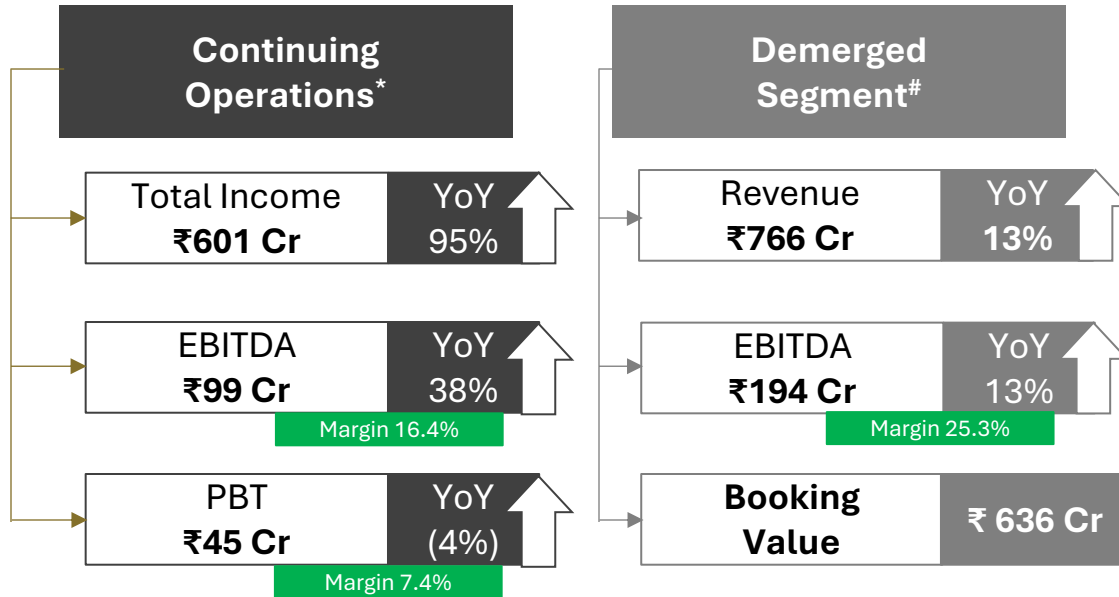 Continuing
Operations*
Total Income
₹601 Cr
YoY
95%
EBITDA
₹99 Cr
YoY
38%
Margin 16.4%
PBT
₹45 Cr
YoY
(4%)
Margin 7.4%
Demerged
Segment#
Revenue
₹766 Cr
YoY
13%
EBITDA
₹194 Cr
YoY
13%
Margin 25.3%
Booking
Value
₹ 636 Cr